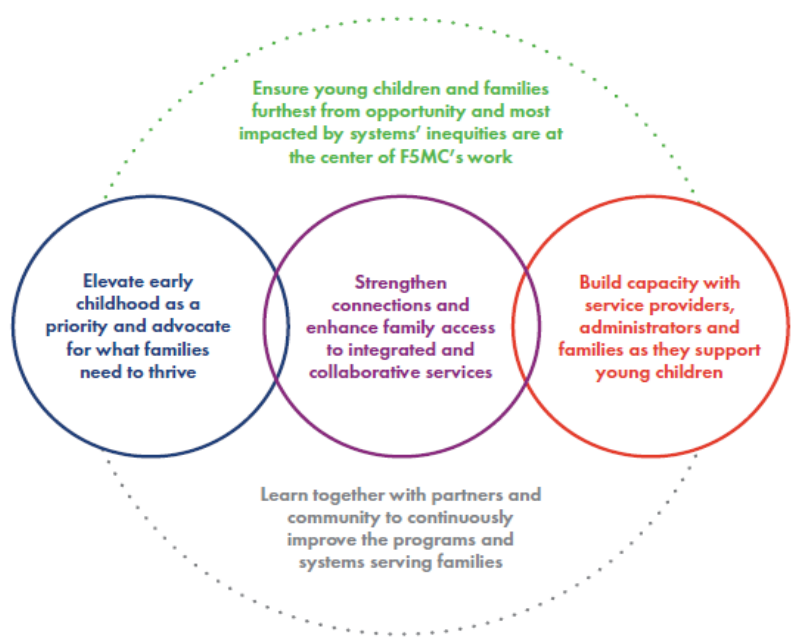 Ensure young children and families
furthest from opportunity and most
impacted by systems’ inequities are at
the center of F5MC’s work
Elevate early
childhood as a
priority and advocate
for what families
need to thrive
Strengthen
connections and
enhance family access
to integrated and
collaborative services
Build capacity with
service providers,
administrators and
families as they support
young children
Learn together with partners and
community to continuously
improve the programs and
systems serving families